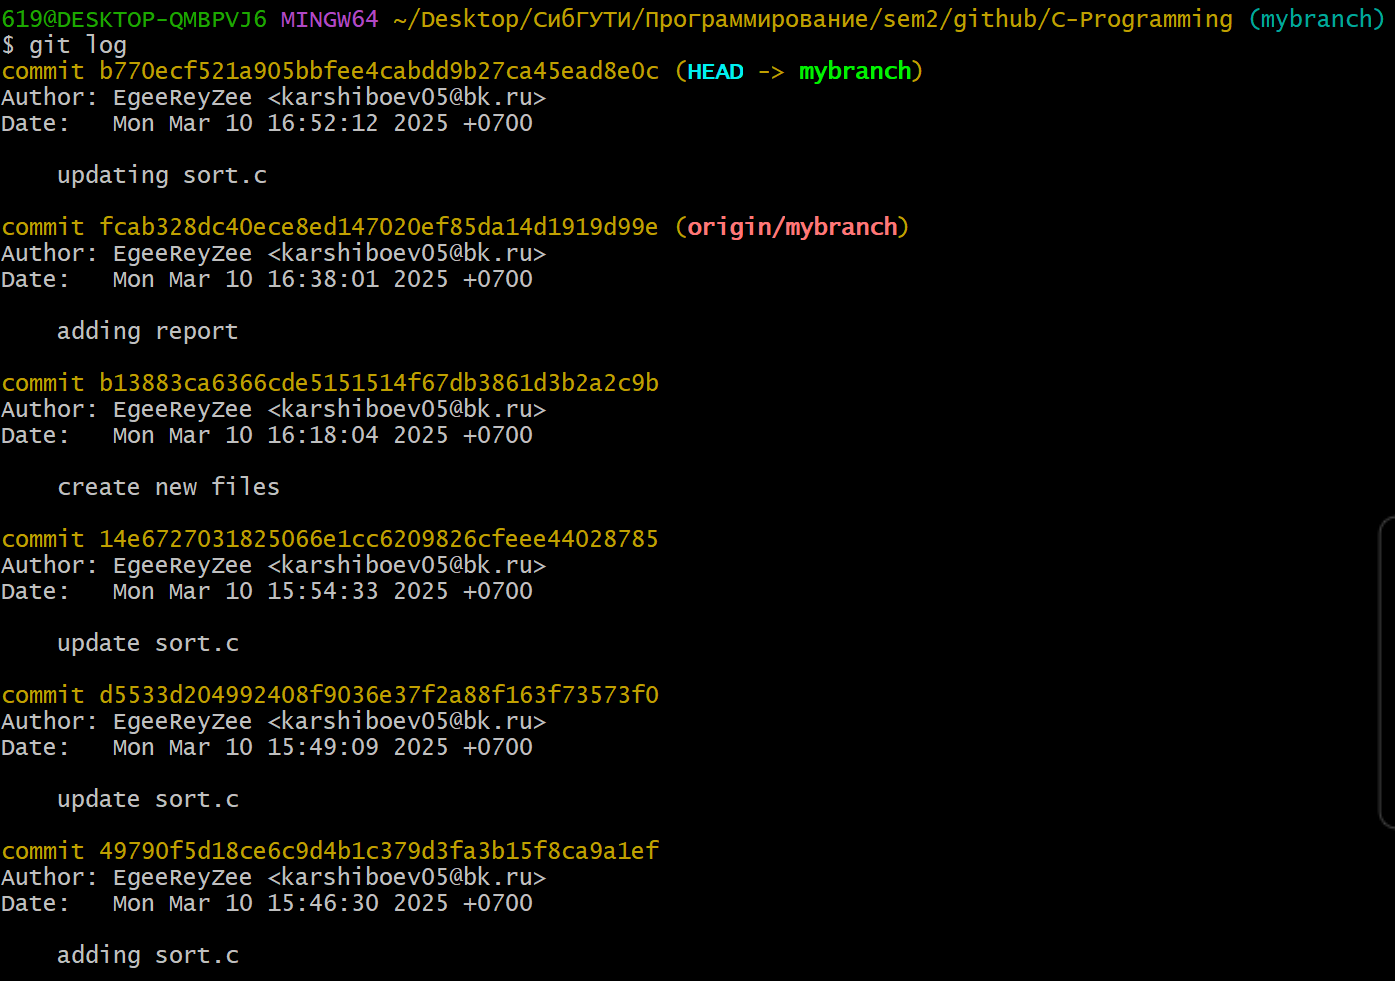 619@DESKTOP-QMBPVJ6 MINGW64 ~/Desktop/СибГУТИ/Программирование/sem2/github/C-Programming (mybranch)
$ git log
commit b770ecf521a905bbfee4cabdd9b27ca45ead8e0c (HEAD -> mybranch)
Author: EgeeReyZee <karshiboev05@bk.ru>
Date:   Mon Mar 10 16:52:12 2025 +0700
    updating sort.c
commit fcab328dc40ece8ed147020ef85da14d1919d99e (origin/mybranch)
Author: EgeeReyZee <karshiboev05@bk.ru>
Date:   Mon Mar 10 16:38:01 2025 +0700
    adding report
commit b13883ca6366cde5151514f67db3861d3b2a2c9b
Author: EgeeReyZee <karshiboev05@bk.ru>
Date:   Mon Mar 10 16:18:04 2025 +0700
    create new files
commit 14e6727031825066e1cc6209826cfeee44028785
Author: EgeeReyZee <karshiboev05@bk.ru>
Date:   Mon Mar 10 15:54:33 2025 +0700
    update sort.c
commit d5533d204992408f9036e37f2a88f163f73573f0
Author: EgeeReyZee <karshiboev05@bk.ru>
Date:   Mon Mar 10 15:49:09 2025 +0700
    update sort.c
commit 49790f5d18ce6c9d4b1c379d3fa3b15f8ca9a1ef
Author: EgeeReyZee <karshiboev05@bk.ru>
Date:   Mon Mar 10 15:46:30 2025 +0700
    adding sort.c